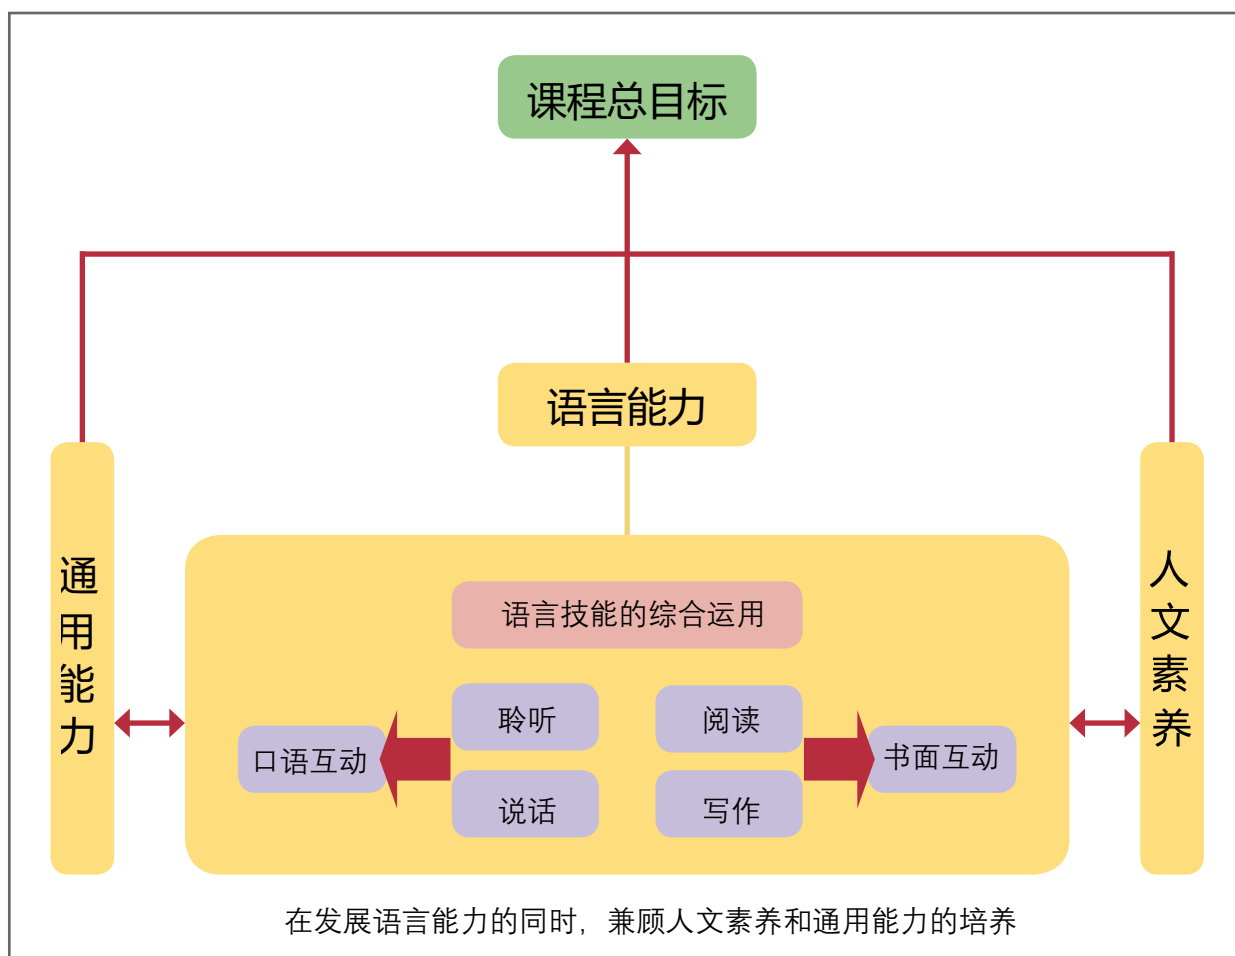 课程总目标
语言能力
通用能力
人文素养
语言技能的综合运用
聆听
阅读
口语互动
书面互动
说话
写作
在发展语言能力的同时，兼顾人文素养和通用能力的培养